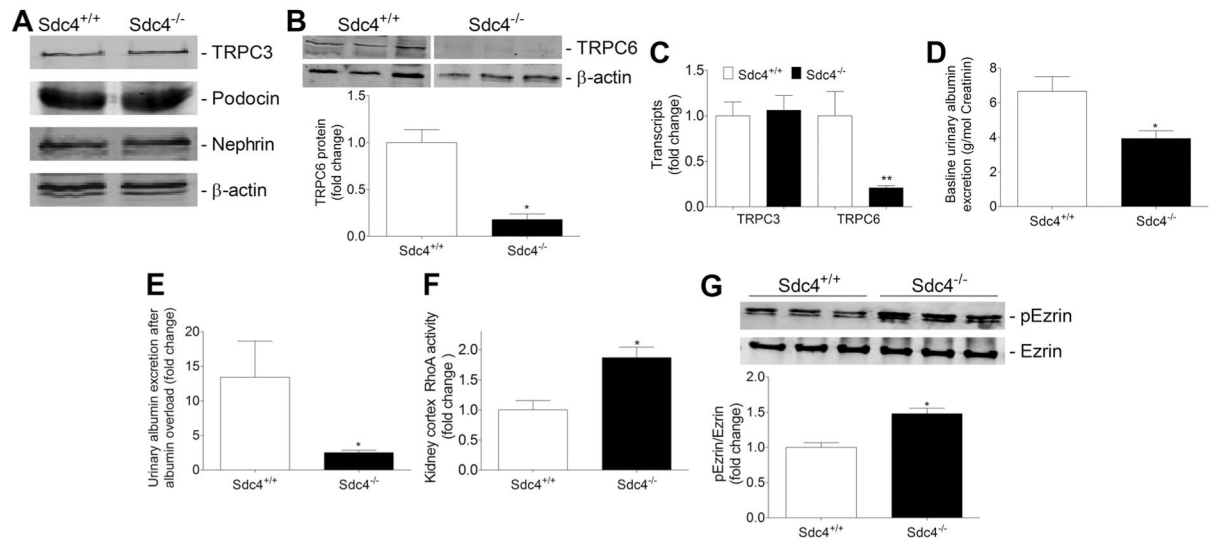 A
Sdc4+/+ Sdc4-/-
- TRPC3
- Podocin
- Nephrin
- β-actin
B
Sdc4+/+ Sdc4-/-
- TRPC6
- β-actin
TRPC6 protein
(fold change)
1.5
1.0
0.5
0.0
*
Sdc4+/+ Sdc4-/-
C
Sdc4+/+ Sdc4-/-
Transcripts
(fold change)
1.5
1.0
0.5
0.0
**
TRPC3 TRPC6
D
Basline urinary albumin
excretion (g/mol Creatinin)
8
6
4
2
0
*
Sdc4+/+ Sdc4-/-
E
Urinary albumin excretion after
albumin overload (fold change)
20
15
10
5
0
*
Sdc4+/+ Sdc4-/-
F
Kidney cortex RhoA activity
(fold change )
2.0
1.5
1.0
0.5
0.0
*
Sdc4+/+ Sdc4-/-
G
Sdc4+/+ Sdc4-/-
- pEzrin
- Ezrin
pEzrin/Ezrin
(fold change)
2.0
1.5
1.0
0.5
0.0
*
Sdc4+/+ Sdc4-/-